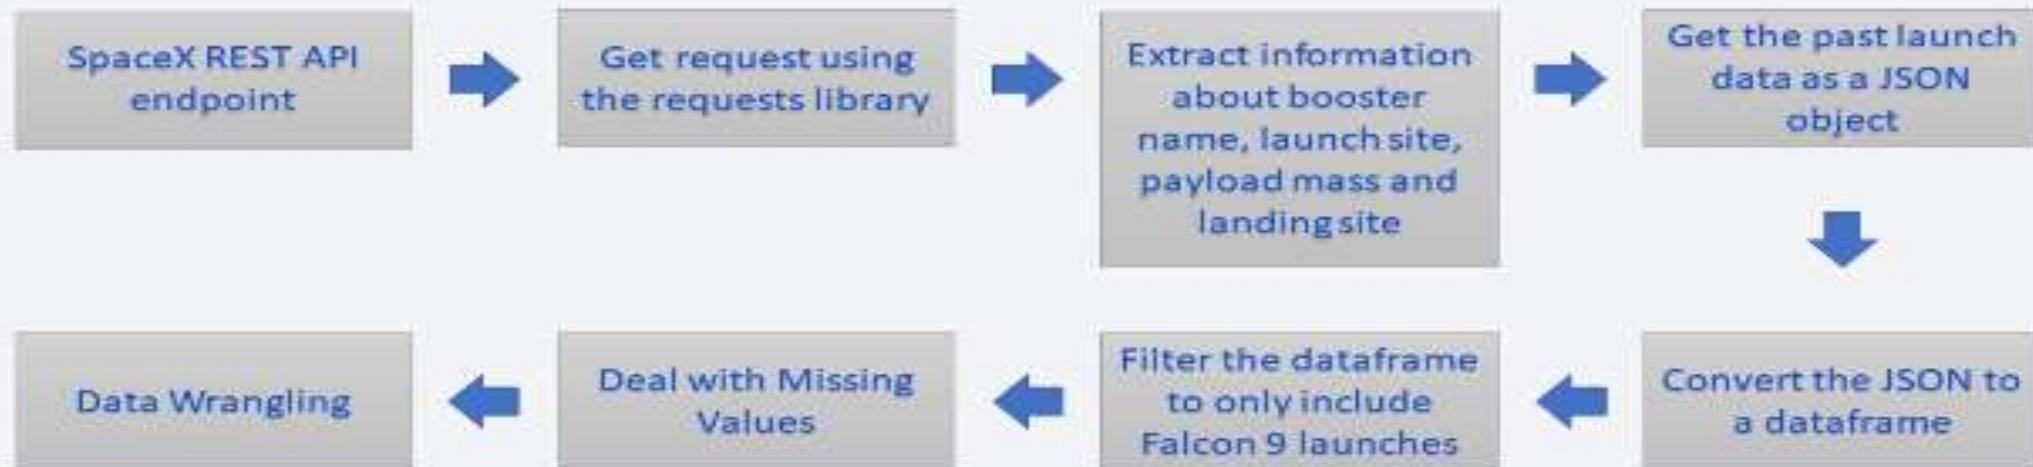 SpaceX REST API
endpoint
Get request using
the requests library
Extract information
about booster
name, launch site,
payload mass and
landing site
Get the past launch
data as a JSON
object
Convert the JSON to
a dataframe
Filter the dataframe
to only include
Falcon 9 launches
Deal with Missing
Values
Data Wrangling